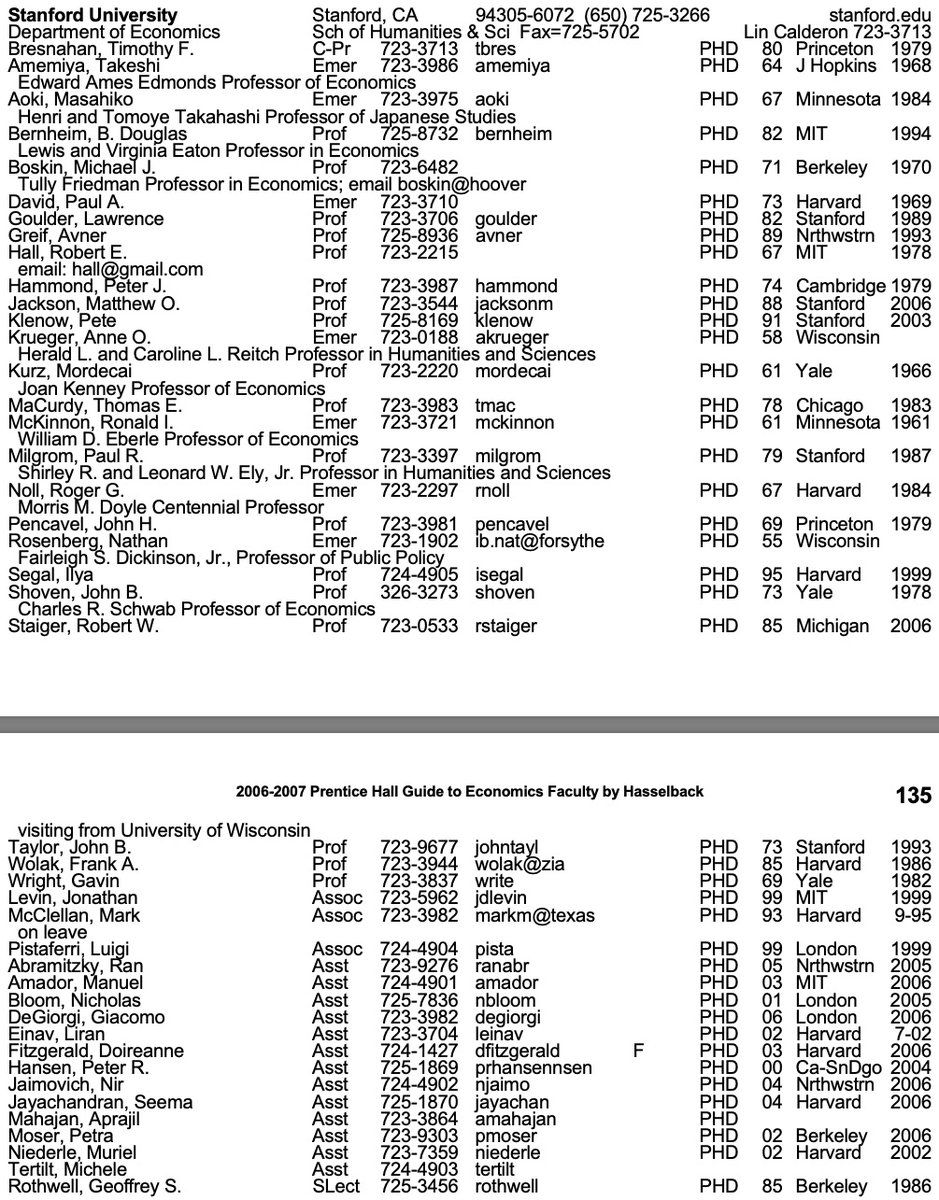 Stanford University Stanford, CA 94305-6072 (650) 725-3266 stanford.edu
Department of Economics Sch of Humanities & Sci Fax=725-5702 Lin Calderon 723-3713
Bresnahan, Timothy F. C-Pr 723-3713 tbres PHD 80 Princeton 1979
Amemiya, Takeshi Emer 723-3986 amemiya PHD 64 J Hopkins 1968
Edward Ames Edmonds Professor of Economics
Aoki, Masahiko Emer 723-3975 aoki PHD 67 Minnesota 1984
Henri and Tomoye Takahashi Professor of Japanese Studies
Bernheim, B. Douglas Prof 725-8732 bernheim PHD 82 MIT 1994
Lewis and Virginia Eaton Professor in Economics
Boskin, Michael J. Prof 723-6482 PHD 71 Berkeley 1970
Tully Friedman Professor in Economics; email boskin@hoover
David, Paul A. Emer 723-3710 PHD 73 Harvard 1969
Goulder, Lawrence Prof 723-3706 goulder PHD 82 Stanford 1989
Greif, Avner Prof 725-8936 avner PHD 89 Nrthwstrn 1993
Hall, Robert E. Prof 723-2215 PHD 67 MIT 1978
email: hall@gmail.com
Hammond, Peter J. Prof 723-3987 hammond PHD 74 Cambridge 1979
Jackson, Matthew O. Prof 723-3544 jacksonm PHD 88 Stanford 2006
Klenow, Pete Prof 725-8169 klenow PHD 91 Stanford 2003
Krueger, Anne O. Emer 723-0188 akrueger PHD 58 Wisconsin
Herald L. and Caroline L. Reitch Professor in Humanities and Sciences
Kurz, Mordecai Prof 723-2220 mordecai PHD 61 Yale 1966
Joan Kenney Professor of Economics
MaCurdy, Thomas E. Prof 723-3983 tmac PHD 78 Chicago 1983
McKinnon, Ronald I. Emer 723-3721 mckinnon PHD 61 Minnesota 1961
William D. Eberle Professor of Economics
Milgrom, Paul R. Prof 723-3397 milgrom PHD 79 Stanford 1987
Shirley R. and Leonard W. Ely, Jr. Professor in Humanities and Sciences
Noll, Roger G. Emer 723-2297 rnoll PHD 67 Harvard 1984
Morris M. Doyle Centennial Professor
Pencavel, John H. Prof 723-3981 pencavel PHD 69 Princeton 1979
Rosenberg, Nathan Emer 723-1902 ib.nat@forsythe PHD 55 Wisconsin
Fairleigh S. Dickinson, Jr., Professor of Public Policy
Segal, Ilya Prof 724-4905 isegal PHD 95 Harvard 1999
Shoven, John B. Prof 326-3273 shoven PHD 73 Yale 1978
Charles R. Schwab Professor of Economics
Staiger, Robert W. Prof 723-0533 rstaiger PHD 85 Michigan 2006
2006-2007 Prentice Hall Guide to Economics Faculty by Hasselback 135
visiting from University of Wisconsin
Taylor, John B. Prof 723-9677 johntayl PHD 73 Stanford 1993
Wolak, Frank A. Prof 723-3944 wolak@zia PHD 85 Harvard 1986
Wright, Gavin Prof 723-3837 write PHD 69 Yale 1982
Levin, Jonathan Assoc 723-5962 jdlevin PHD 99 MIT 1999
McClellan, Mark Assoc 723-3982 markm@texas PHD 93 Harvard 9-95
on leave
Pistaferri, Luigi Assoc 724-4904 pista PHD 99 London 1999
Abramitzky, Ran Asst 723-9276 ranabr PHD 05 Nrthwstrn 2005
Amador, Manuel Asst 724-4901 amador PHD 03 MIT 2006
Bloom, Nicholas Asst 725-7836 nbloom PHD 01 London 2005
DeGiorgi, Giacomo Asst 723-3982 degiorgi PHD 06 London 2006
Einav, Liran Asst 723-3704 leinav PHD 02 Harvard 7-02
Fitzgerald, Doireanne Asst 724-1427 dfitzgerald F PHD 03 Harvard 2006
Hansen, Peter R. Asst 725-1869 prhansennsen PHD 00 Ca-SnDgo 2004
Jaimovich, Nir Asst 724-4902 njaimo PHD 04 Nrthwstrn 2006
Jayachandran, Seema Asst 725-1870 jayachan PHD 04 Harvard 2006
Mahajan, Aprajil Asst 723-3864 amahajan PHD
Moser, Petra Asst 723-9303 pmoser PHD 02 Berkeley 2006
Niederle, Muriel Asst 723-7359 niederle PHD 02 Harvard 2002
Tertilt, Michele Asst 724-4903 tertilt
Rothwell, Geoffrey S. SLect 725-3456 rothwell PHD 85 Berkeley 1986